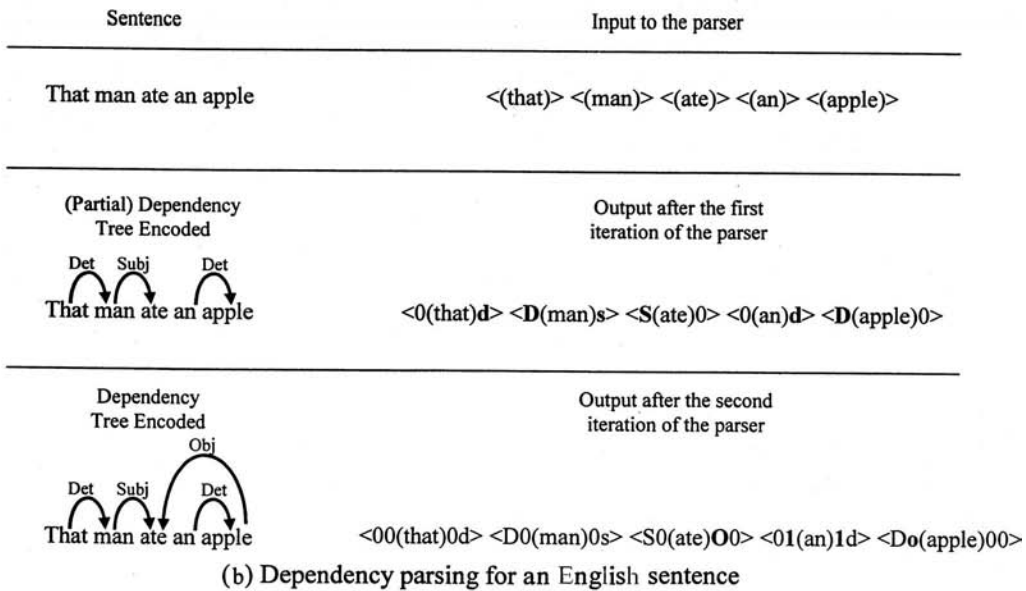 Sentence Input to the parser
That man ate an apple <(that)> <(man)> <(ate)> <(an)> <(apple)>
(Partial) Dependency
Tree Encoded
Output after the first
iteration of the parser
Det Subj Det
That man ate an apple <0(that)d> <D(man)s> <S(ate)0> <0(an)d> <D(apple)0>
Dependency
Tree Encoded
Output after the second
iteration of the parser
Obj
Det Subj Det
That man ate an apple <00(that)0d> <D0(man)0s> <S0(ate)O0> <01(an)1d> <Do(apple)00>
(b) Dependency parsing for an English sentence